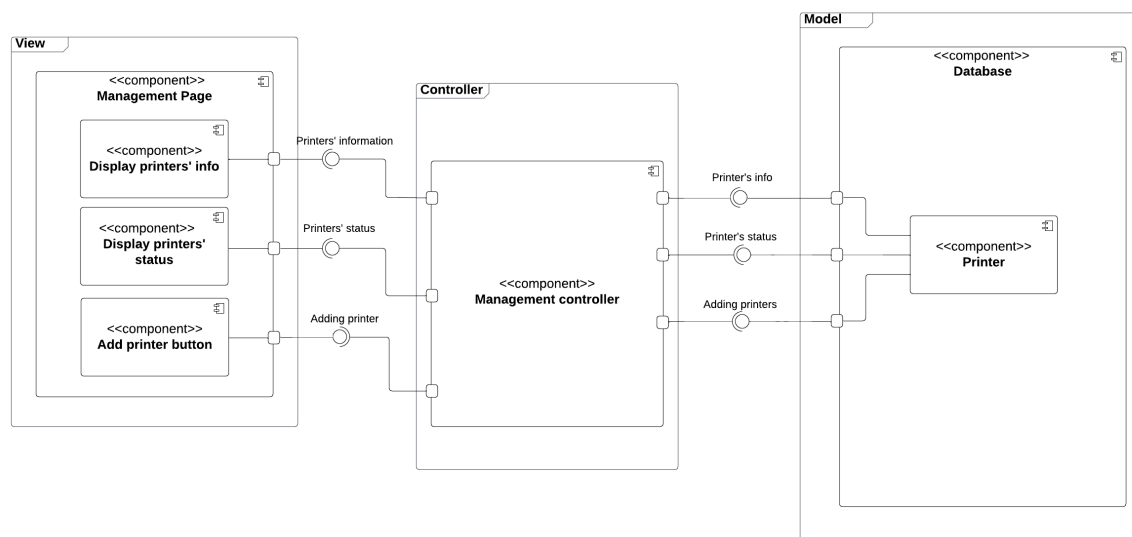 View
<<component>>
Management Page
<<component>>
Display printers' info
<<component>>
Display printers'
status
<<component>>
Add printer button
Printers' information
Printers' status
Adding printer
Controller
<<component>>
Management controller
Printer's info
Printer's status
Adding printers
Model
<<component>>
Database
<<component>>
Printer